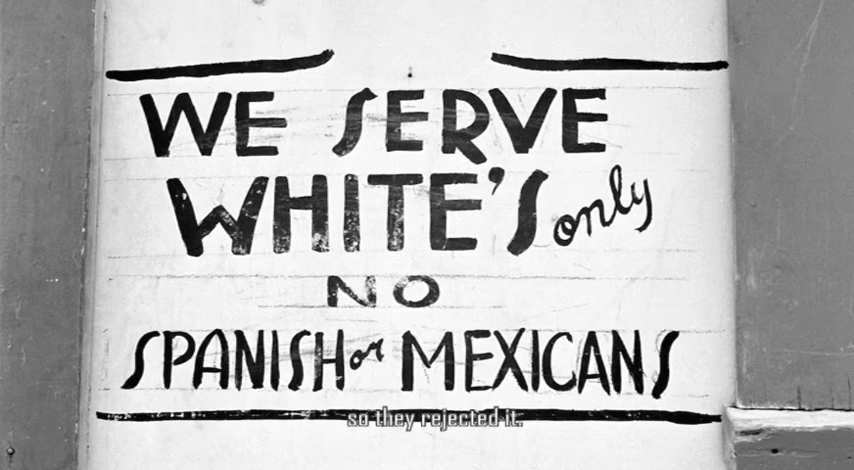 WE SERVE
WHITE'S only
NO
SPANISH or MEXICANS
so they rejected it.